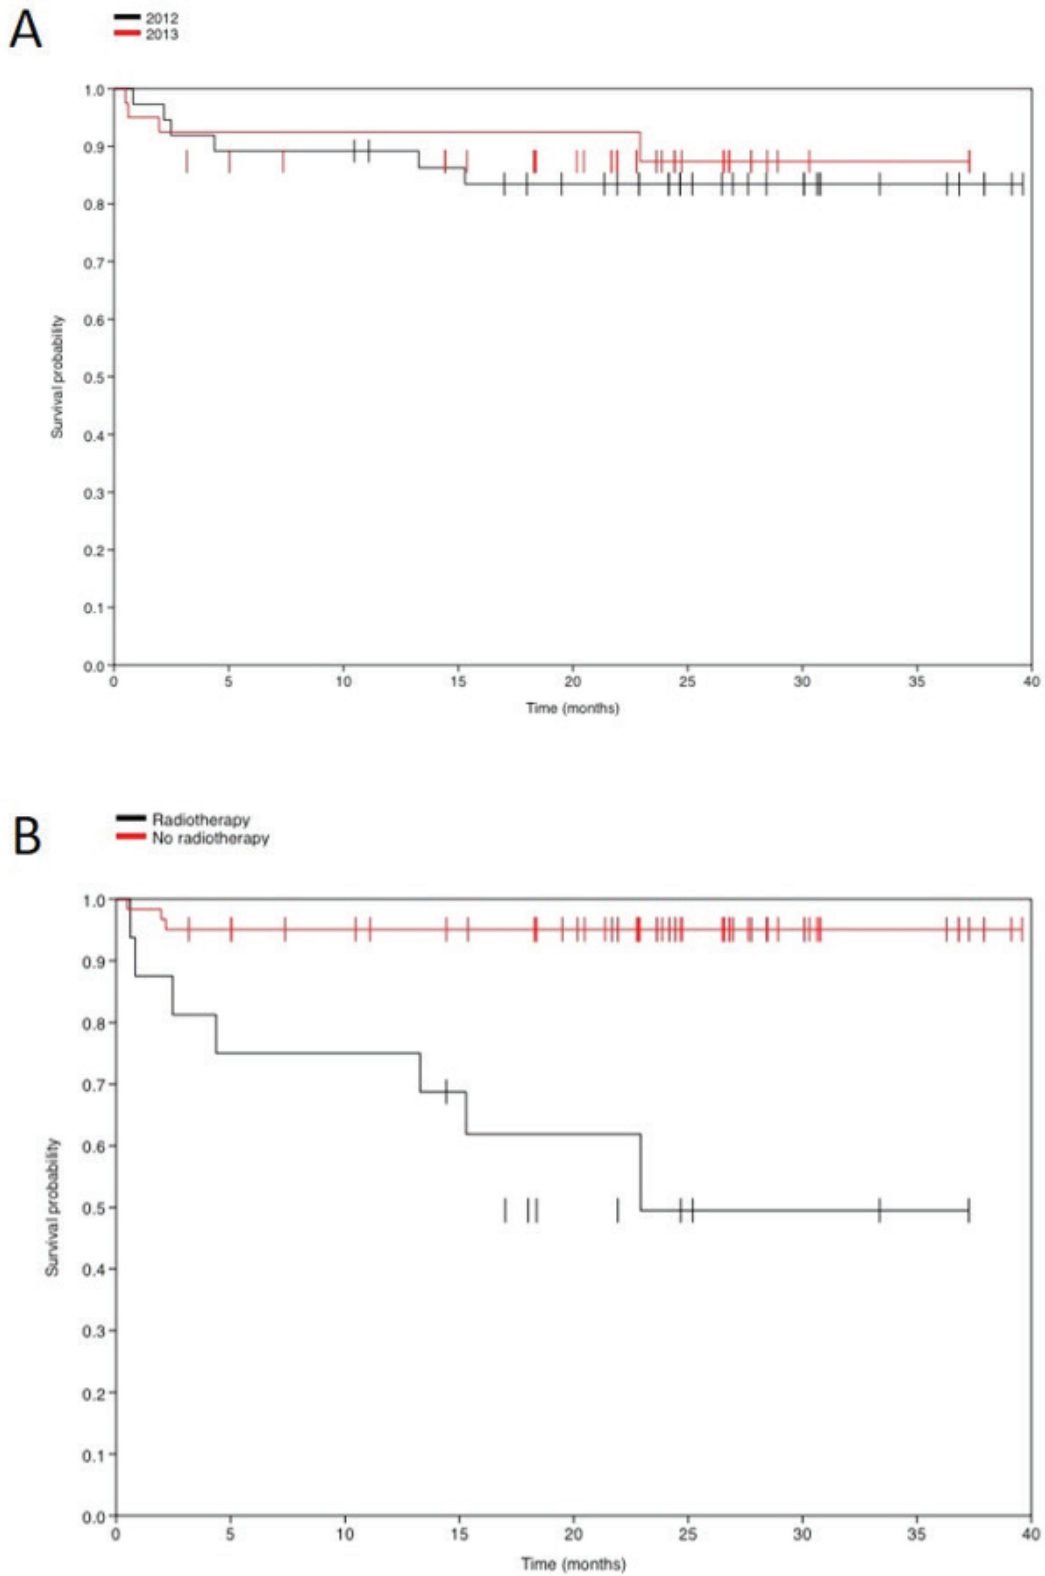 A
2012
2013
1.0
0.9
0.8
0.7
0.6
0.5
0.4
0.3
0.2
0.1
0.0
Survival probability
0 5 10 15 20 25 30 35 40
Time (months)
B
Radiotherapy
No radiotherapy
1.0
0.9
0.8
0.7
0.6
0.5
0.4
0.3
0.2
0.1
0.0
Survival probability
0 5 10 15 20 25 30 35 40
Time (months)